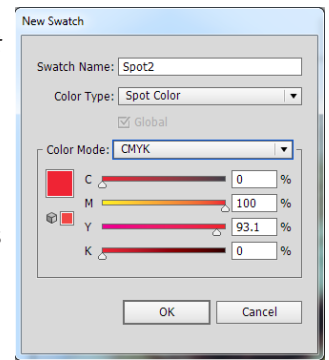 New Swatch
Swatch Name: Spot2
Color Type: Spot Color
Global
Color Mode: CMYK
C 0 %
M 100 %
Y 93.1 %
K 0 %
OK Cancel